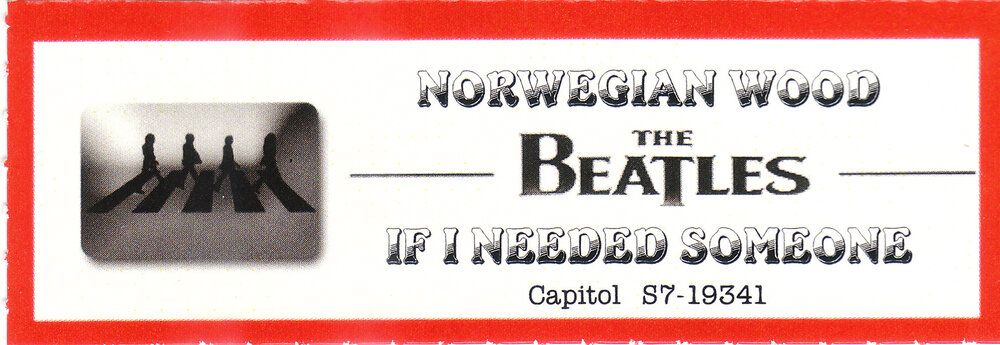 NORWEGIAN WOOD
THE
BEATLES
IF I NEEDED SOMEONE
Capitol S7-19341